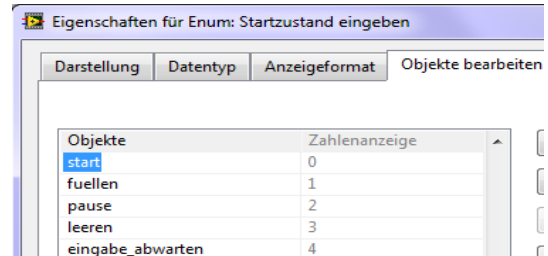 Eigenschaften für Enum: Startzustand eingeben
Darstellung Datentyp Anzeigeformat Objekte bearbeiten
Objekte Zahlenanzeige
start 0
fuellen 1
pause 2
leeren 3
eingabe_abwarten 4